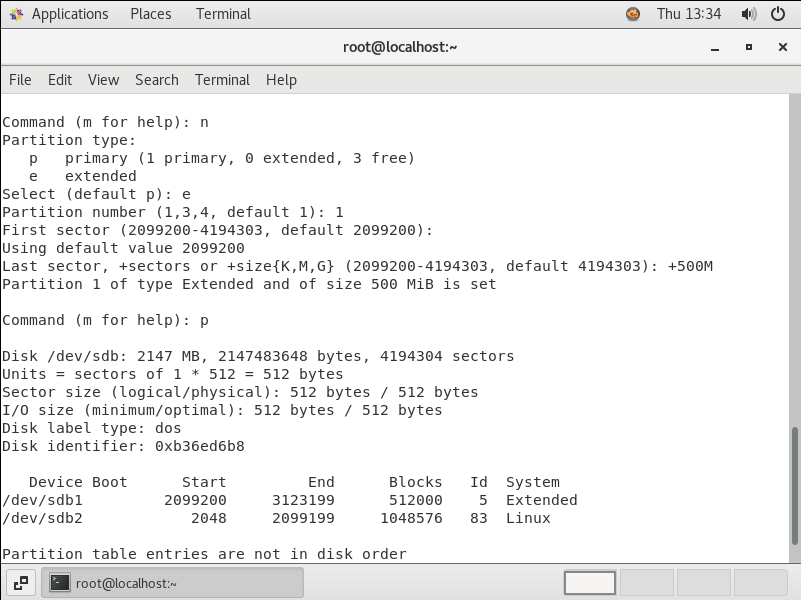 Applications Places Terminal Thu 13:34
root@localhost:~
File Edit View Search Terminal Help
Command (m for help): n
Partition type:
   p   primary (1 primary, 0 extended, 3 free)
   e   extended
Select (default p): e
Partition number (1,3,4, default 1): 1
First sector (2099200-4194303, default 2099200):
Using default value 2099200
Last sector, +sectors or +size{K,M,G} (2099200-4194303, default 4194303): +500M
Partition 1 of type Extended and of size 500 MiB is set
Command (m for help): p
Disk /dev/sdb: 2147 MB, 2147483648 bytes, 4194304 sectors
Units = sectors of 1 * 512 = 512 bytes
Sector size (logical/physical): 512 bytes / 512 bytes
I/O size (minimum/optimal): 512 bytes / 512 bytes
Disk label type: dos
Disk identifier: 0xb36ed6b8
   Device Boot      Start         End      Blocks   Id  System
/dev/sdb1         2099200     3123199      512000    5  Extended
/dev/sdb2            2048     2099199     1048576   83  Linux
Partition table entries are not in disk order
root@localhost:~